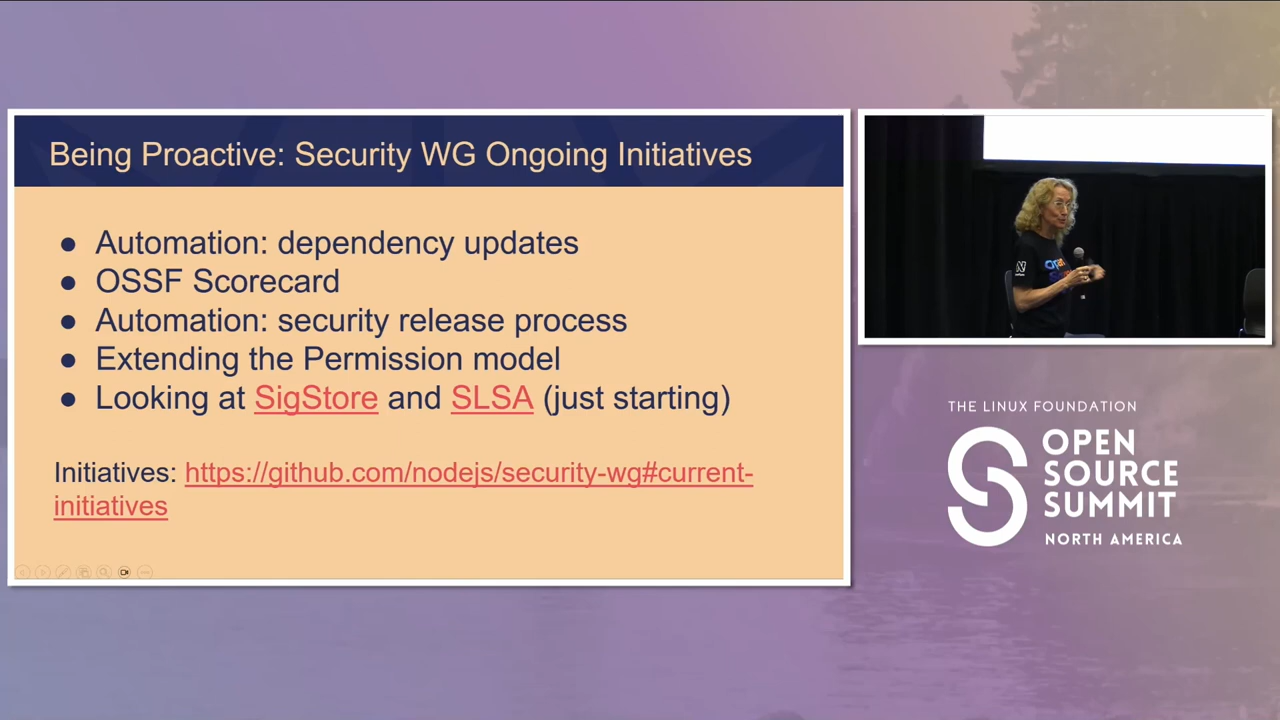 Being Proactive: Security WG Ongoing Initiatives
● Automation: dependency updates
● OSSF Scorecard
● Automation: security release process
● Extending the Permission model
● Looking at SigStore and SLSA (just starting)
Initiatives: https://github.com/nodejs/security-wg#current-
initiatives
THE LINUX FOUNDATION
OPEN
SOURCE
SUMMIT
NORTH AMERICA